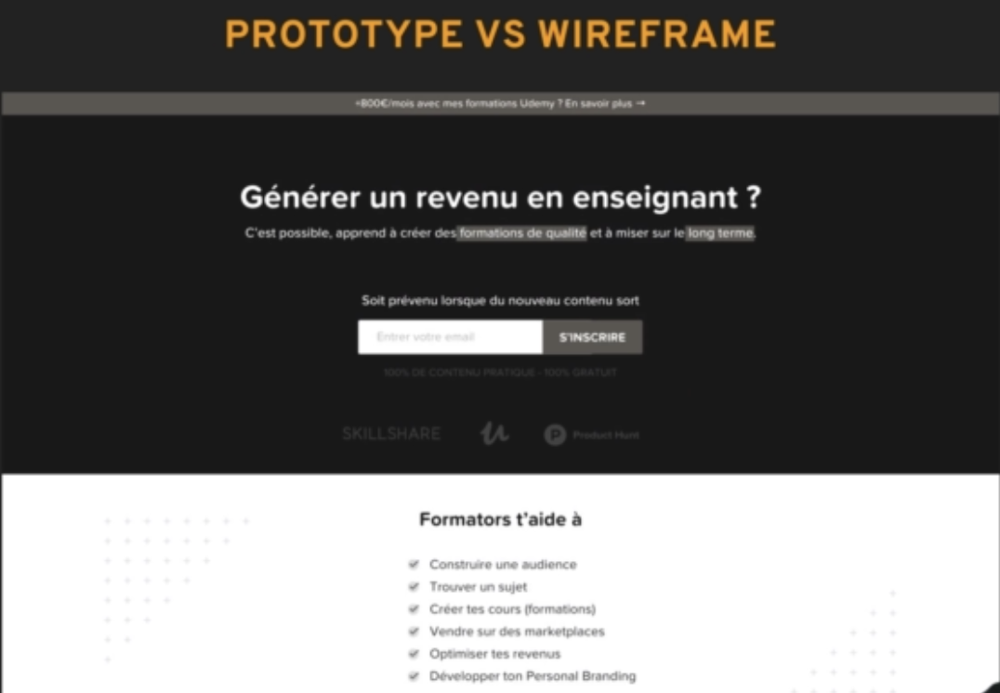 PROTOTYPE VS WIREFRAME
+800€/mois avec mes formations Udemy ? En savoir plus →
Générer un revenu en enseignant ?
C'est possible, apprend à créer des formations de qualité et à miser sur le long terme.
Soit prévenu lorsque du nouveau contenu sort
Entrer votre email
S'INSCRIRE
100% DE CONTENU PRATIQUE - 100% GRATUIT
SKILLSHARE
Product Hunt
Formators t'aide à
Construire une audience
Trouver un sujet
Créer tes cours (formations)
Vendre sur des marketplaces
Optimiser tes revenus
Développer ton Personal Branding